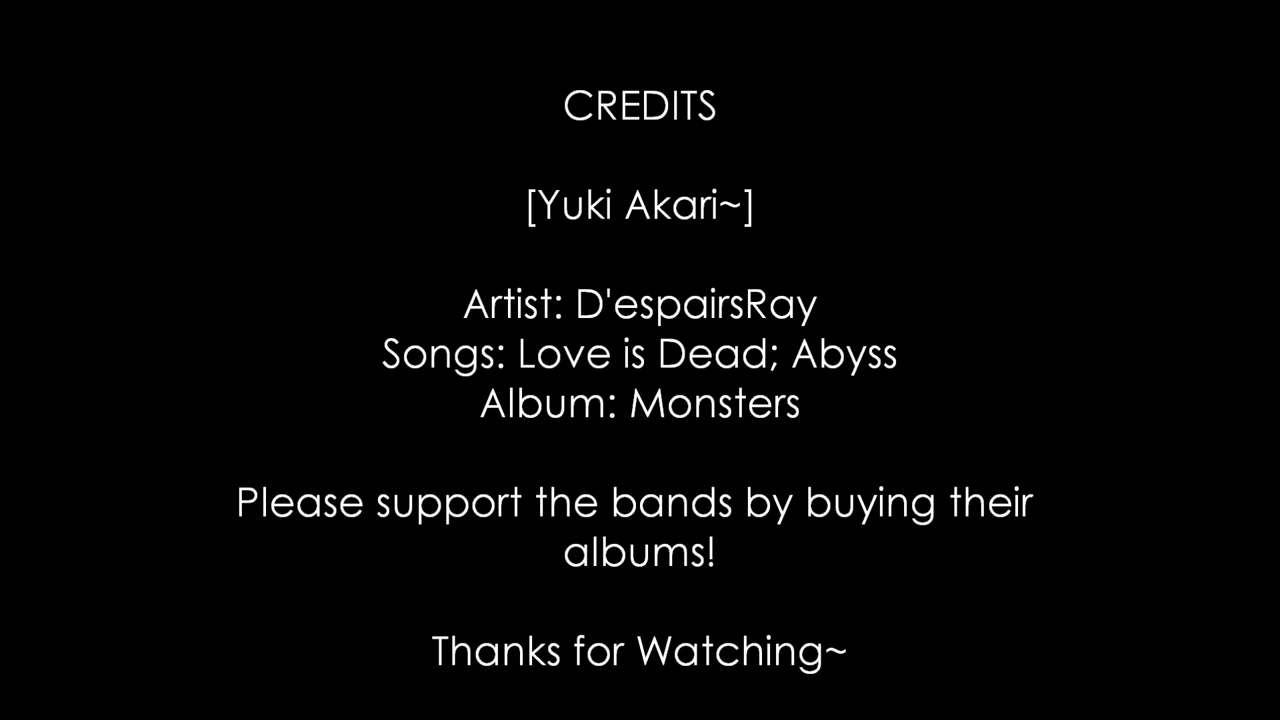 CREDITS
[Yuki Akari~]
Artist: D'espairsRay
Songs: Love is Dead; Abyss
Album: Monsters
Please support the bands by buying their
albums!
Thanks for Watching~